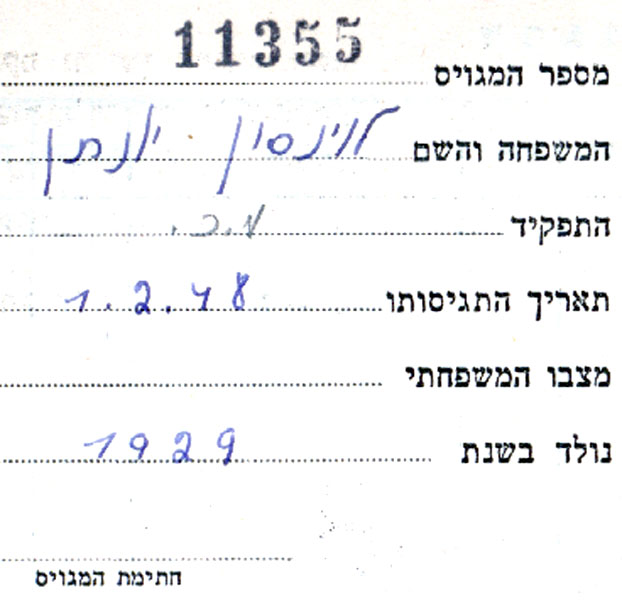 מספר המגויס 11355
המשפחה והשם לוינסון יונתן
התפקיד מ.כ.
תאריך התגיסותו 1.2.48
מצבו המשפחתי
נולד בשנת 1929
חתימת המגויס